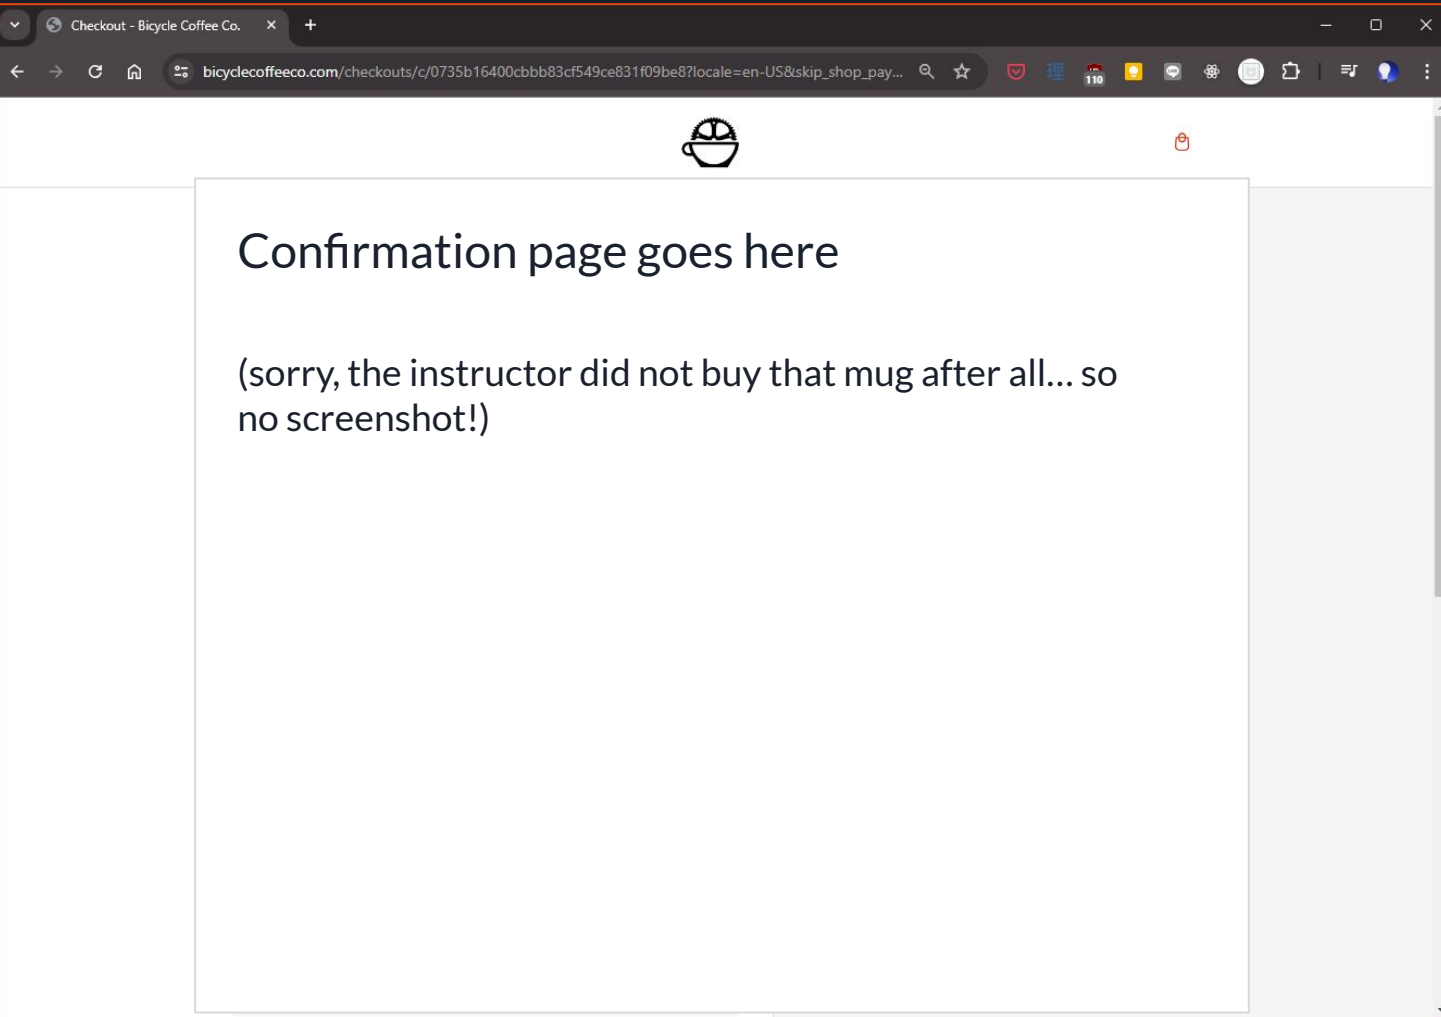 Checkout - Bicycle Coffee Co.
bicyclecoffeeco.com/checkouts/c/0735b16400cbbb83cf549ce831f09be8?locale=en-US&skip_shop_pay...
110
Confirmation page goes here
(sorry, the instructor did not buy that mug after all... so
no screenshot!)